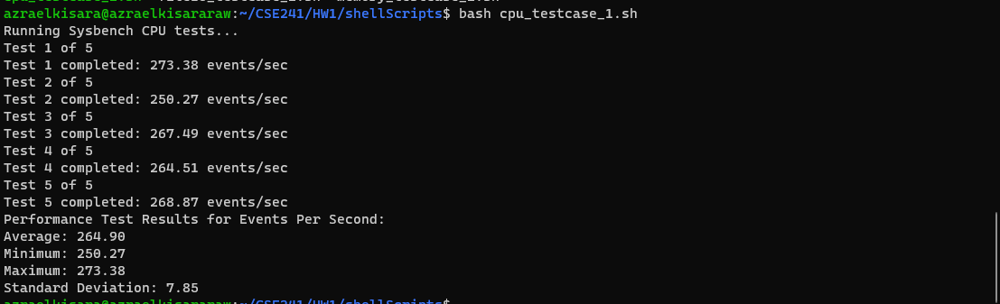 azraelkisara@azraelkisararaw:~/CSE241/HW1/shellScripts$ bash cpu_testcase_1.sh
Running Sysbench CPU tests...
Test 1 of 5
Test 1 completed: 273.38 events/sec
Test 2 of 5
Test 2 completed: 250.27 events/sec
Test 3 of 5
Test 3 completed: 267.49 events/sec
Test 4 of 5
Test 4 completed: 264.51 events/sec
Test 5 of 5
Test 5 completed: 268.87 events/sec
Performance Test Results for Events Per Second:
Average: 264.90
Minimum: 250.27
Maximum: 273.38
Standard Deviation: 7.85
azraelkisara@azraelkisararaw:~/CSE241/HW1/shellScripts$